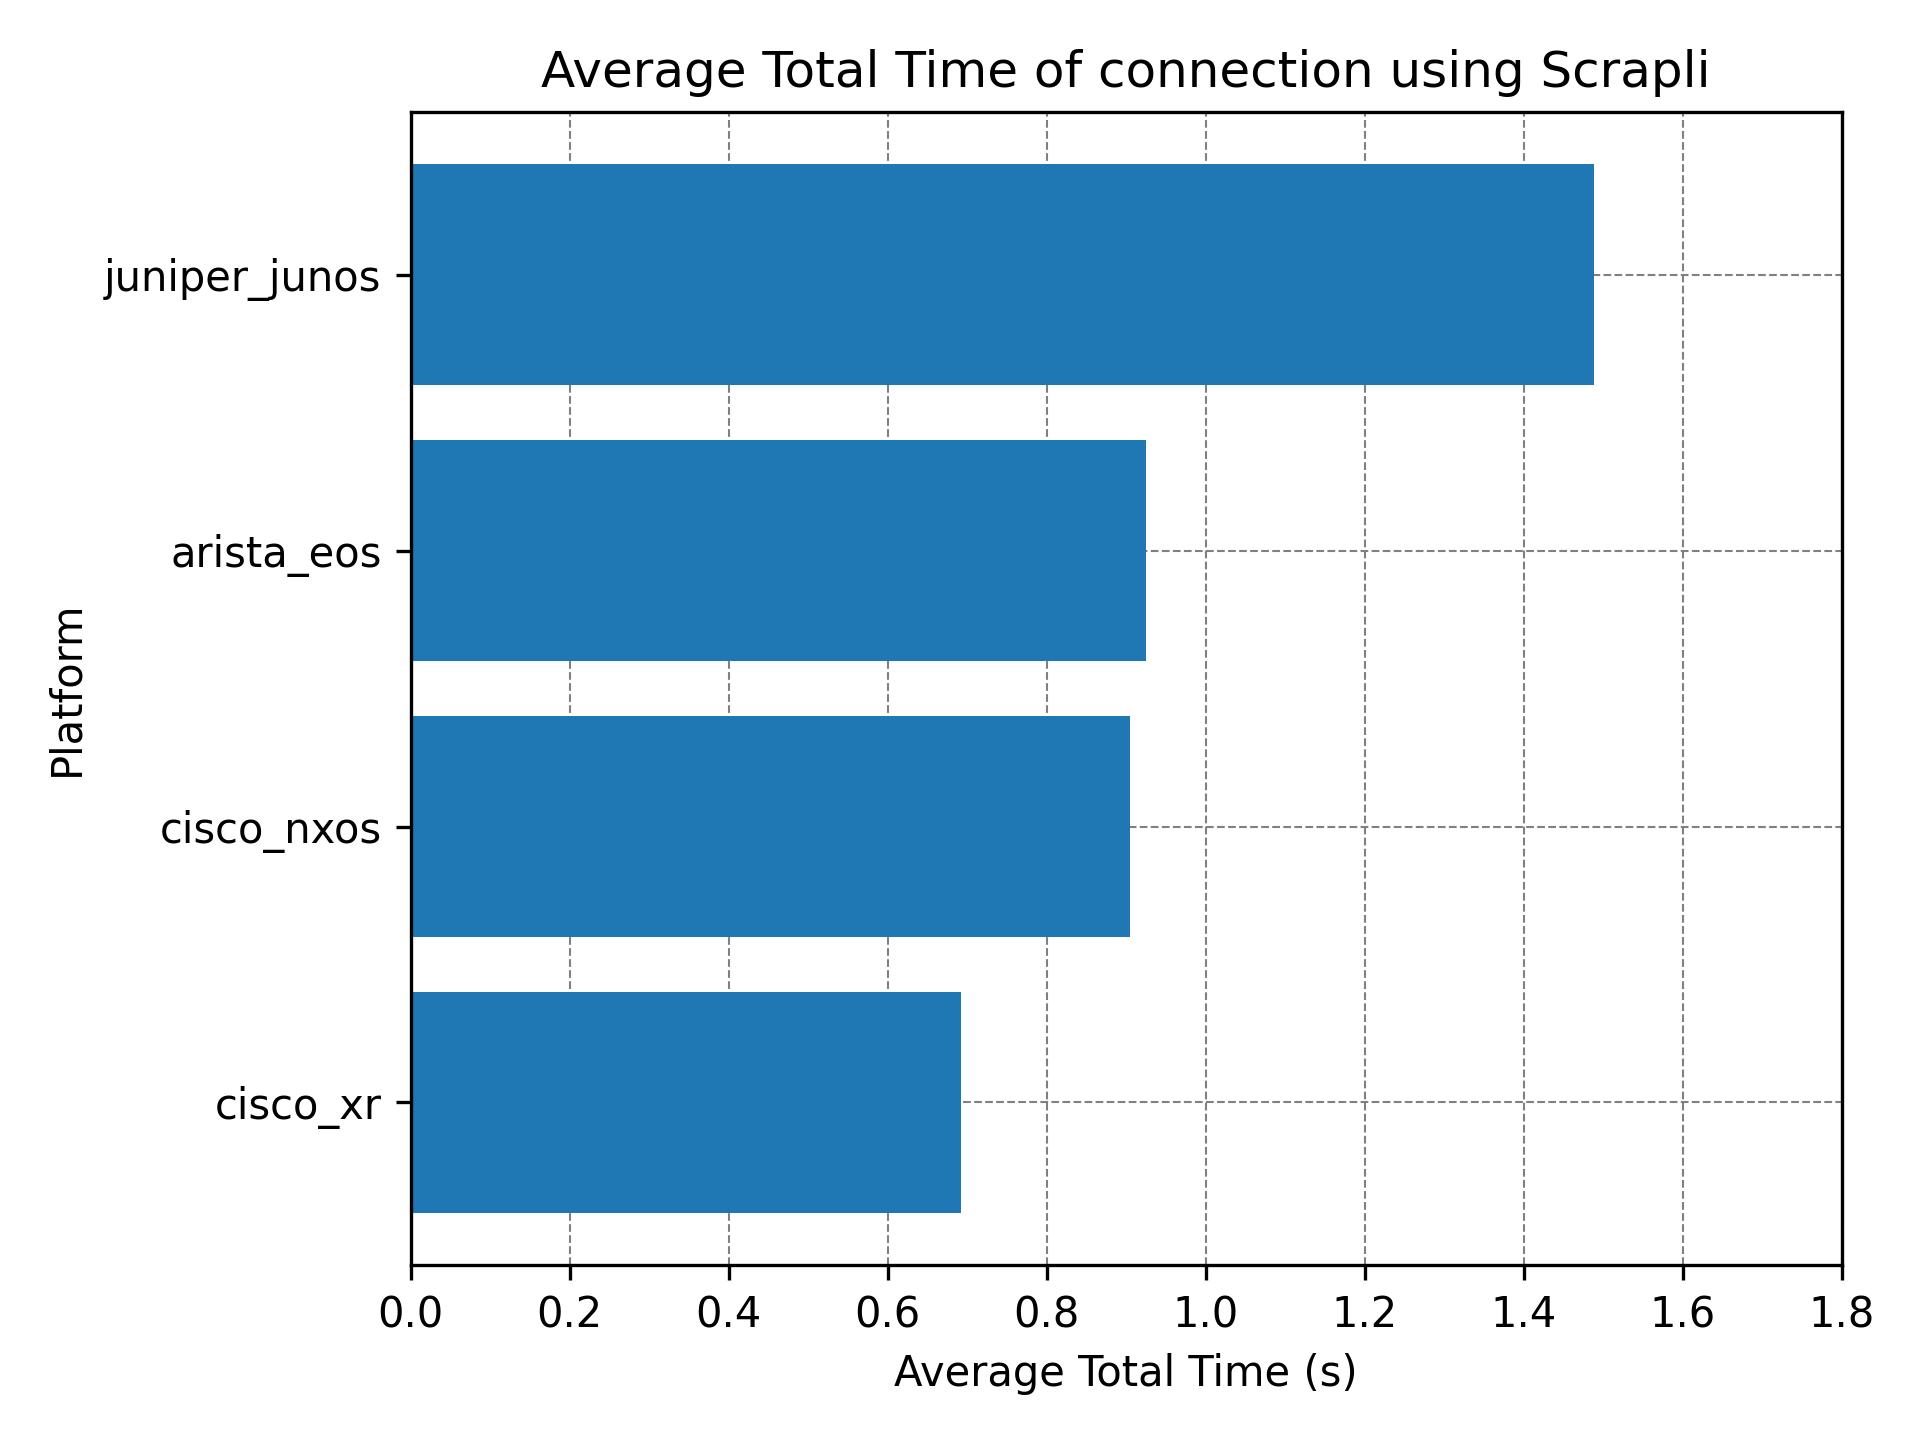 Average Total Time of connection using Scrapli
juniper_junos
arista_eos
Platform
cisco_nxos
cisco_xr
0.0 0.2 0.4 0.6 0.8 1.0 1.2 1.4 1.6 1.8
Average Total Time (s)